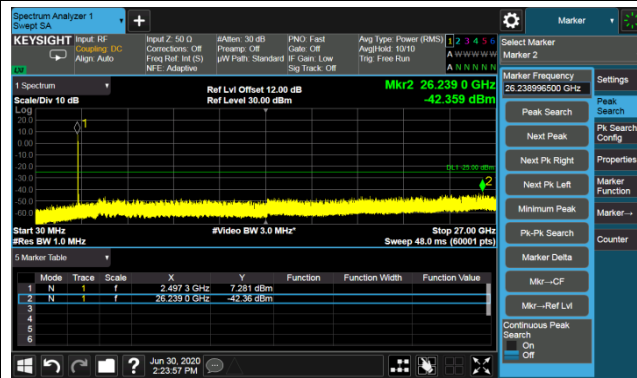 Spectrum Analyzer 1
Swept SA
Marker
KEYSIGHT
Input: RF
Coupling: DC
Align: Auto
Input Z: 50 Ω
Corrections: Off
Freq Ref: Int (S)
NFE: Adaptive
#Atten: 30 dB
Preamp: Off
µW Path: Standard
PNO: Fast
Gate: Off
IF Gain: Low
Sig Track: Off
Avg Type: Power (RMS)
Avg|Hold: 10/10
Trig: Free Run
1 2 3 4 5 6
A W W W W W
A N N N N N
Select Marker
Marker 2
1 Spectrum
Scale/Div 10 dB
Ref Lvl Offset 12.00 dB
Ref Level 30.00 dBm
Mkr2 26.239 0 GHz
-42.359 dBm
Log
20.0
10.0
0.00
-10.0
-20.0
-30.0
-40.0
-50.0
-60.0
1
DL1 -25.00 dBm
2
Start 30 MHz
#Res BW 1.0 MHz
#Video BW 3.0 MHz*
Stop 27.00 GHz
Sweep 48.0 ms (60001 pts)
5 Marker Table
Mode Trace Scale X Y Function Function Width Function Value
1 N 1 f 2.497 3 GHz 7.281 dBm
2 N 1 f 26.239 0 GHz -42.36 dBm
3
4
5
6
Marker Frequency
26.238996500 GHz
Peak Search
Next Peak
Next Pk Right
Next Pk Left
Minimum Peak
Pk-Pk Search
Marker Delta
Mkr→CF
Mkr→Ref Lvl
Continuous Peak
Search
On
Off
Settings
Peak
Search
Pk Search
Config
Properties
Marker
Function
Marker→
Counter
Jun 30, 2020
2:23:57 PM